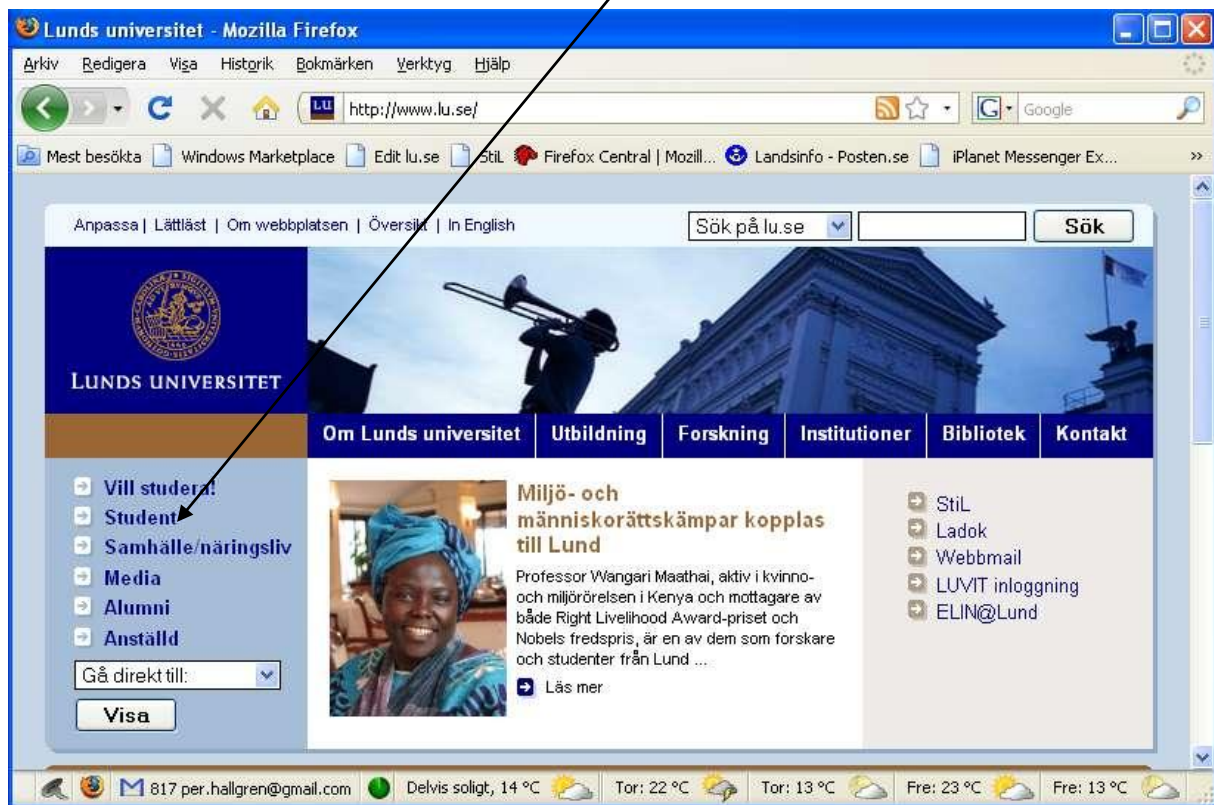 Lunds universitet - Mozilla Firefox
Arkiv Redigera Visa Historik Bokmärken Verktyg Hjälp
LU http://www.lu.se/ G Google
Mest besökta Windows Marketplace Edit lu.se StiL Firefox Central | Mozill... Landsinfo - Posten.se iPlanet Messenger Ex... »
Anpassa | Lättläst | Om webbplatsen | Översikt | In English Sök på lu.se Sök
LUNDS UNIVERSITET
Om Lunds universitet Utbildning Forskning Institutioner Bibliotek Kontakt
Vill studera!
Student
Samhälle/näringsliv
Media
Alumni
Anställd
Gå direkt till:
Visa
Miljö- och
människorättskämpar kopplas
till Lund
Professor Wangari Maathai, aktiv i kvinno-
och miljörörelsen i Kenya och mottagare av
både Right Livelihood Award-priset och
Nobels fredspris, är en av dem som forskare
och studenter från Lund ...
Läs mer
StiL
Ladok
Webbmail
LUVIT inloggning
ELIN@Lund
817 per.hallgren@gmail.com Delvis soligt, 14 °C Tor: 22 °C Tor: 13 °C Fre: 23 °C Fre: 13 °C